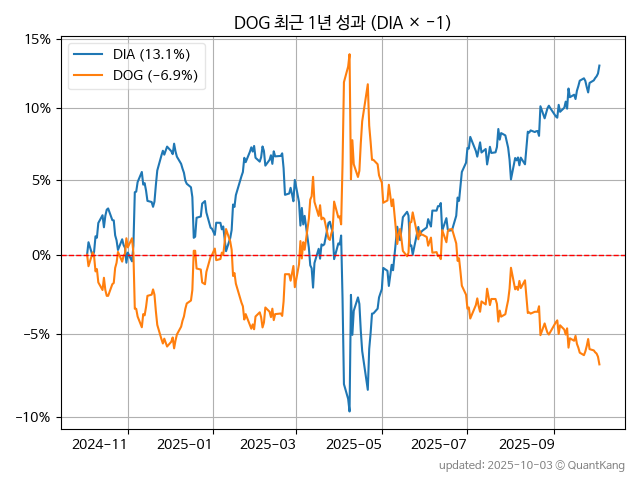 DOG 최근 1년 성과 (DIA × −1)
DIA (13.1%)
DOG (−6.9%)
15%
10%
5%
0%
−5%
−10%
2024−11 2025−01 2025−03 2025−05 2025−07 2025−09
updated: 2025-10-03 © QuantKang